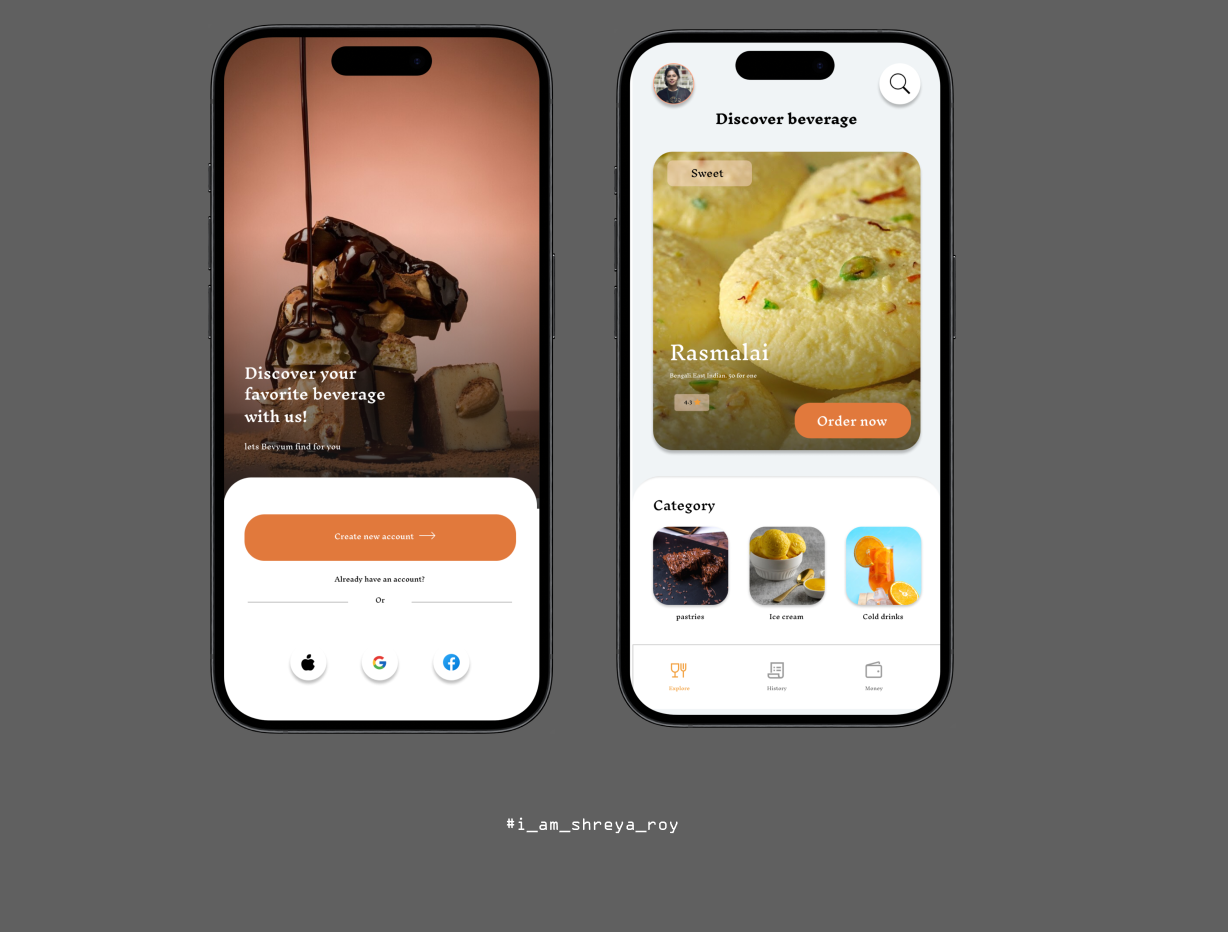 Discover your
favorite beverage
with us!
lets Bevyum find for you
Create new account
Already have an account?
Or
Discover beverage
Sweet
Rasmalai
Bengali East Indian 50 for one
4.5
Order now
Category
pastries
Ice cream
Cold drinks
Explore
History
Money
#i_am_shreya_roy